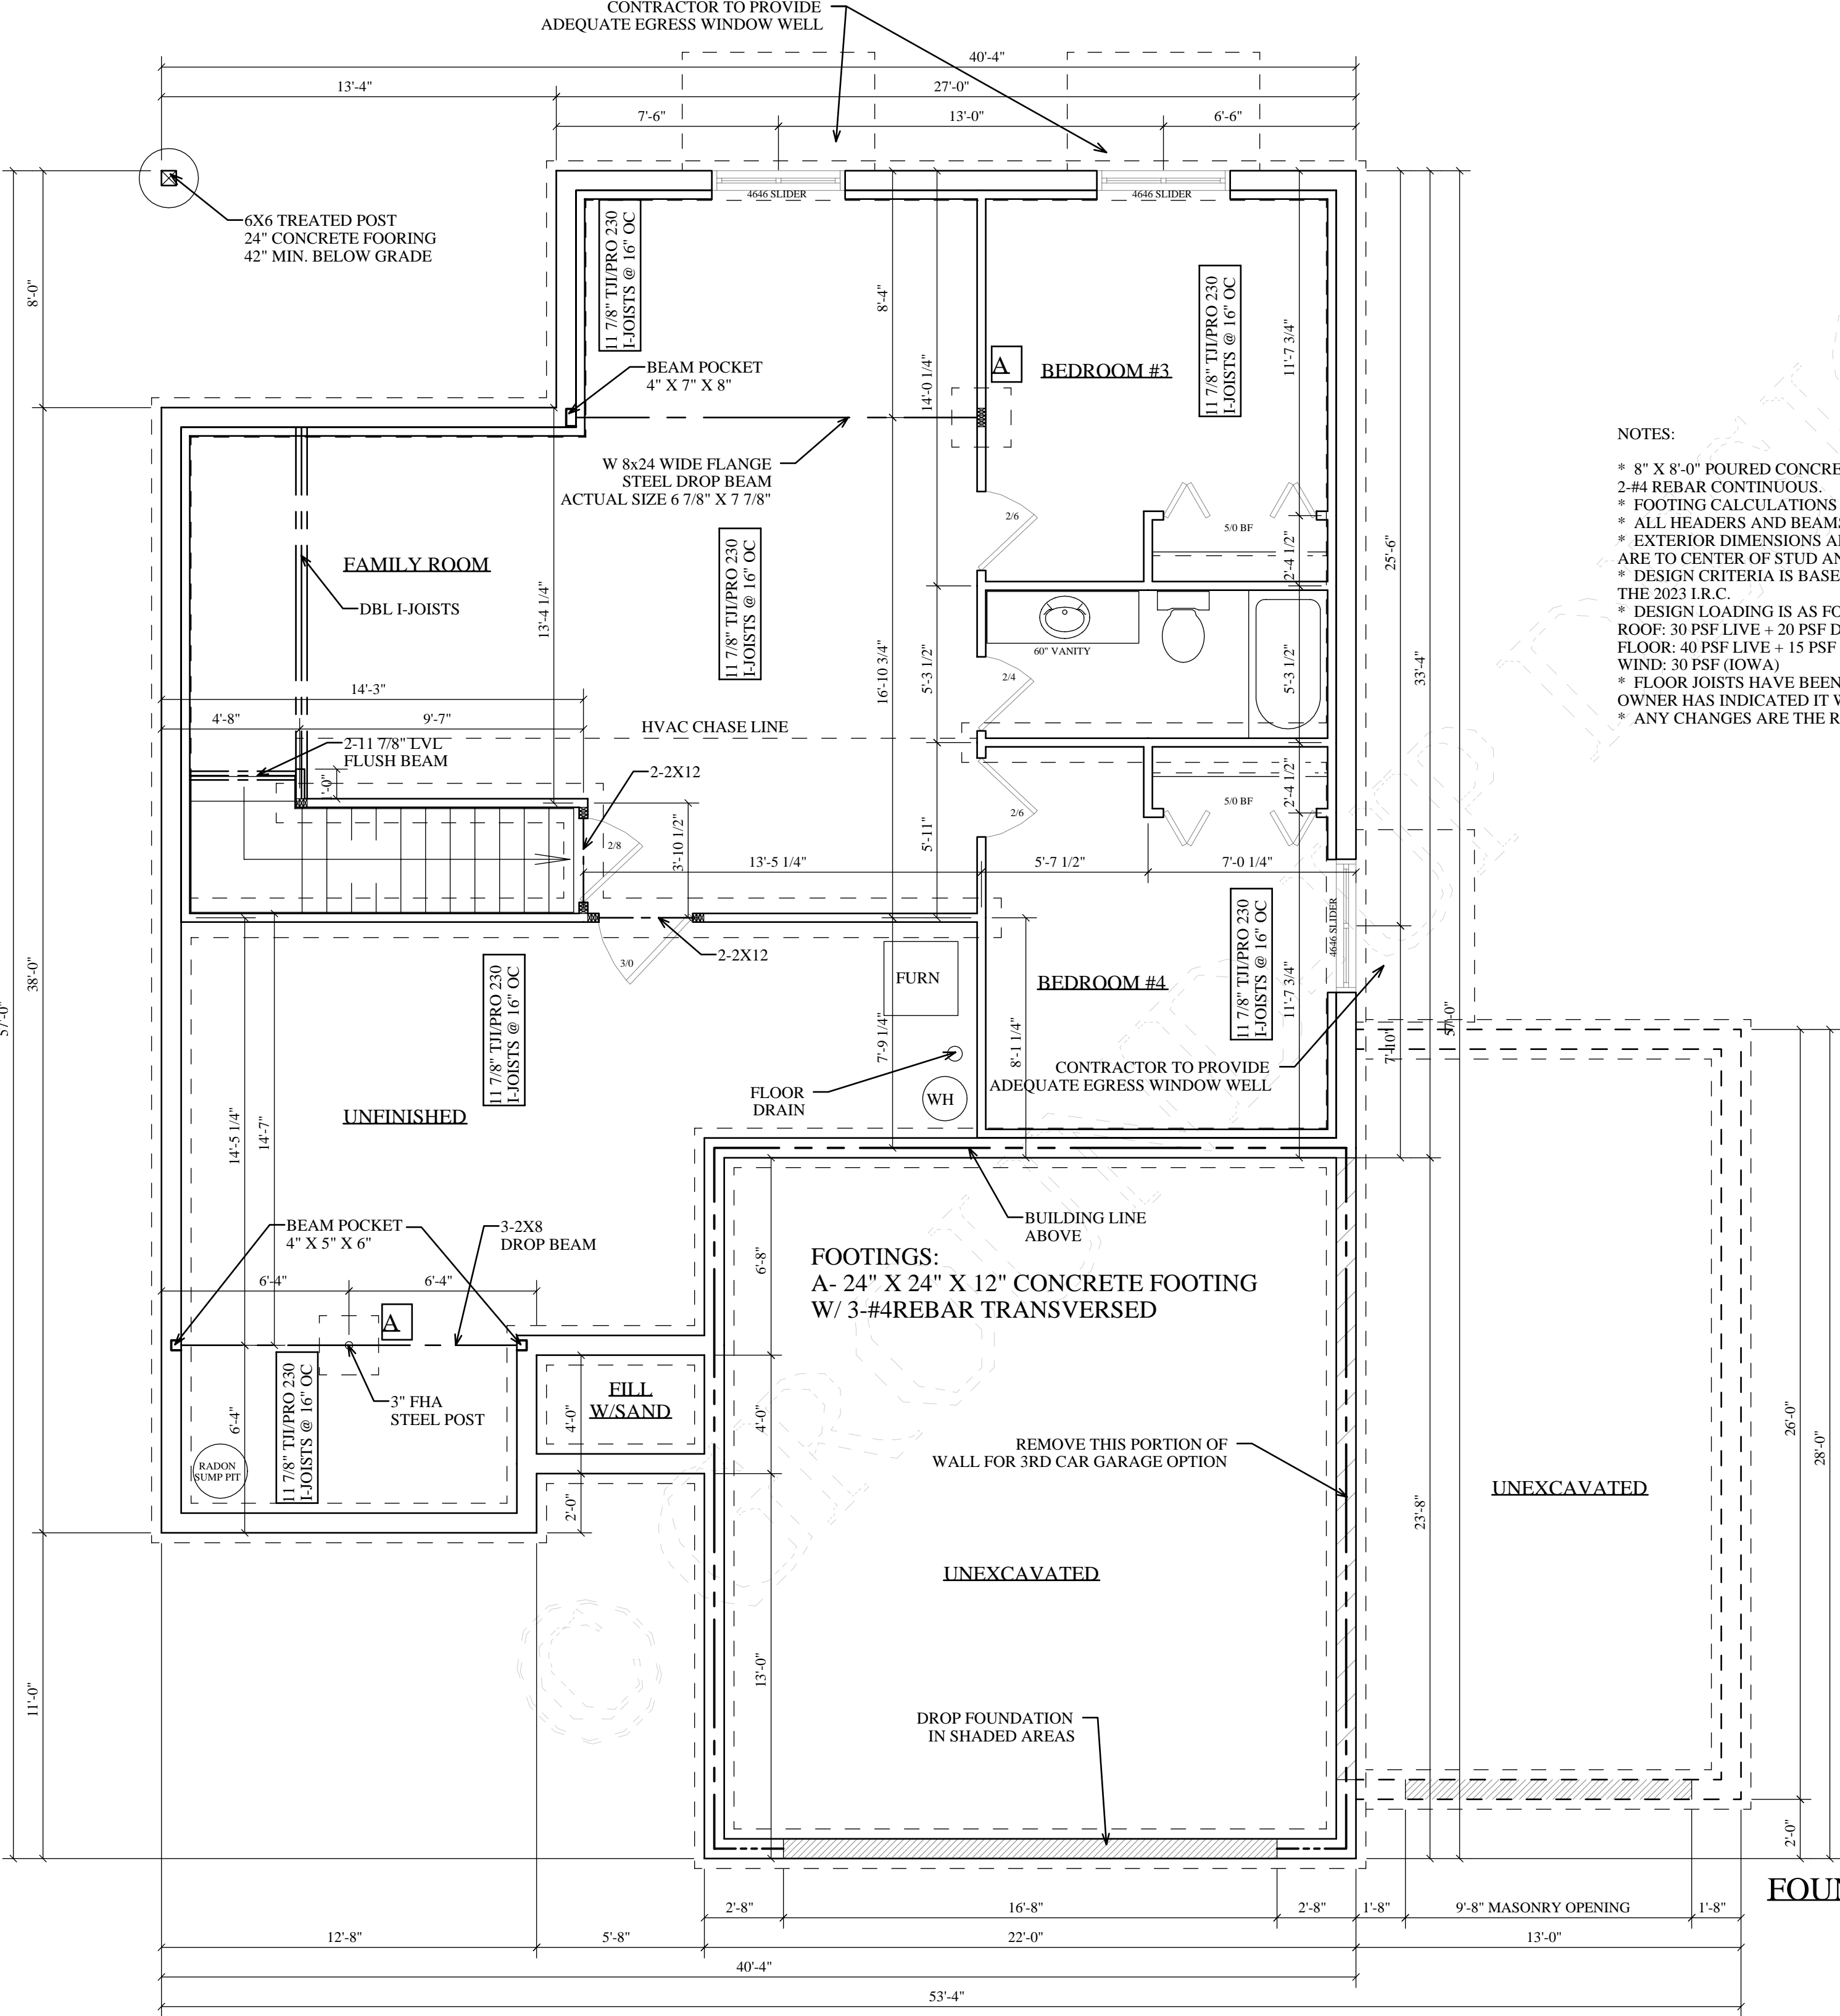 CONTRACTOR TO PROVIDE
ADEQUATE EGRESS WINDOW WELL
40'-4"
13'-4"
27'-0"
7'-6"
13'-0"
6'-6"
4646 SLIDER
4646 SLIDER
6X6 TREATED POST
24" CONCRETE FOORING
42" MIN. BELOW GRADE
8'-0"
11 7/8" TJI/PRO 230
I-JOISTS @ 16" OC
8'-4"
14'-0 1/4"
A
BEDROOM #3
11 7/8" TJI/PRO 230
I-JOISTS @ 16" OC
11'-7 3/4"
BEAM POCKET
4" X 7" X 8"
W 8x24 WIDE FLANGE
STEEL DROP BEAM
ACTUAL SIZE 6 7/8" X 7 7/8"
NOTES:
* 8" X 8'-0" POURED CONCRE
2-#4 REBAR CONTINUOUS.
* FOOTING CALCULATIONS
* ALL HEADERS AND BEAMS
* EXTERIOR DIMENSIONS A
ARE TO CENTER OF STUD AN
* DESIGN CRITERIA IS BASE
THE 2023 I.R.C.
* DESIGN LOADING IS AS FO
ROOF: 30 PSF LIVE + 20 PSF D
FLOOR: 40 PSF LIVE + 15 PSF
WIND: 30 PSF (IOWA)
* FLOOR JOISTS HAVE BEEN
OWNER HAS INDICATED IT W
* ANY CHANGES ARE THE R
2/6
5/0 BF
2'-4 1/2"
25'-6"
FAMILY ROOM
DBL I-JOISTS
13'-4 1/4"
11 7/8" TJI/PRO 230
I-JOISTS @ 16" OC
16'-10 3/4"
5'-3 1/2"
60" VANITY
2/4
5'-3 1/2"
33'-4"
14'-3"
4'-8"
9'-7"
HVAC CHASE LINE
2-11 7/8" LVL
FLUSH BEAM
'-0"
2-2X12
2/8
3'-10 1/2"
5'-11"
2/6
5/0 BF
2'-4 1/2"
13'-5 1/4"
5'-7 1/2"
7'-0 1/4"
4646 SLIDER
2-2X12
3/0
FURN
BEDROOM #4
11 7/8" TJI/PRO 230
I-JOISTS @ 16" OC
11'-7 3/4"
38'-0"
57'-0"
57'-0"
11 7/8" TJI/PRO 230
I-JOISTS @ 16" OC
7'-9 1/4"
8'-1 1/4"
7'-10"
CONTRACTOR TO PROVIDE
ADEQUATE EGRESS WINDOW WELL
FLOOR
DRAIN
WH
UNFINISHED
14'-5 1/4"
14'-7"
BEAM POCKET
4" X 5" X 6"
3-2X8
DROP BEAM
BUILDING LINE
ABOVE
6'-8"
FOOTINGS:
A- 24" X 24" X 12" CONCRETE FOOTING
W/ 3-#4REBAR TRANSVERSED
6'-4"
6'-4"
A
11 7/8" TJI/PRO 230
I-JOISTS @ 16" OC
3" FHA
STEEL POST
6'-4"
RADON
SUMP PIT
FILL
W/SAND
4'-0"
4'-0"
2'-0"
REMOVE THIS PORTION OF
WALL FOR 3RD CAR GARAGE OPTION
UNEXCAVATED
26'-0"
28'-0"
23'-8"
UNEXCAVATED
11'-0"
13'-0"
DROP FOUNDATION
IN SHADED AREAS
2'-0"
FOUN
2'-8"
16'-8"
2'-8"
1'-8"
9'-8" MASONRY OPENING
1'-8"
12'-8"
5'-8"
22'-0"
13'-0"
40'-4"
53'-4"